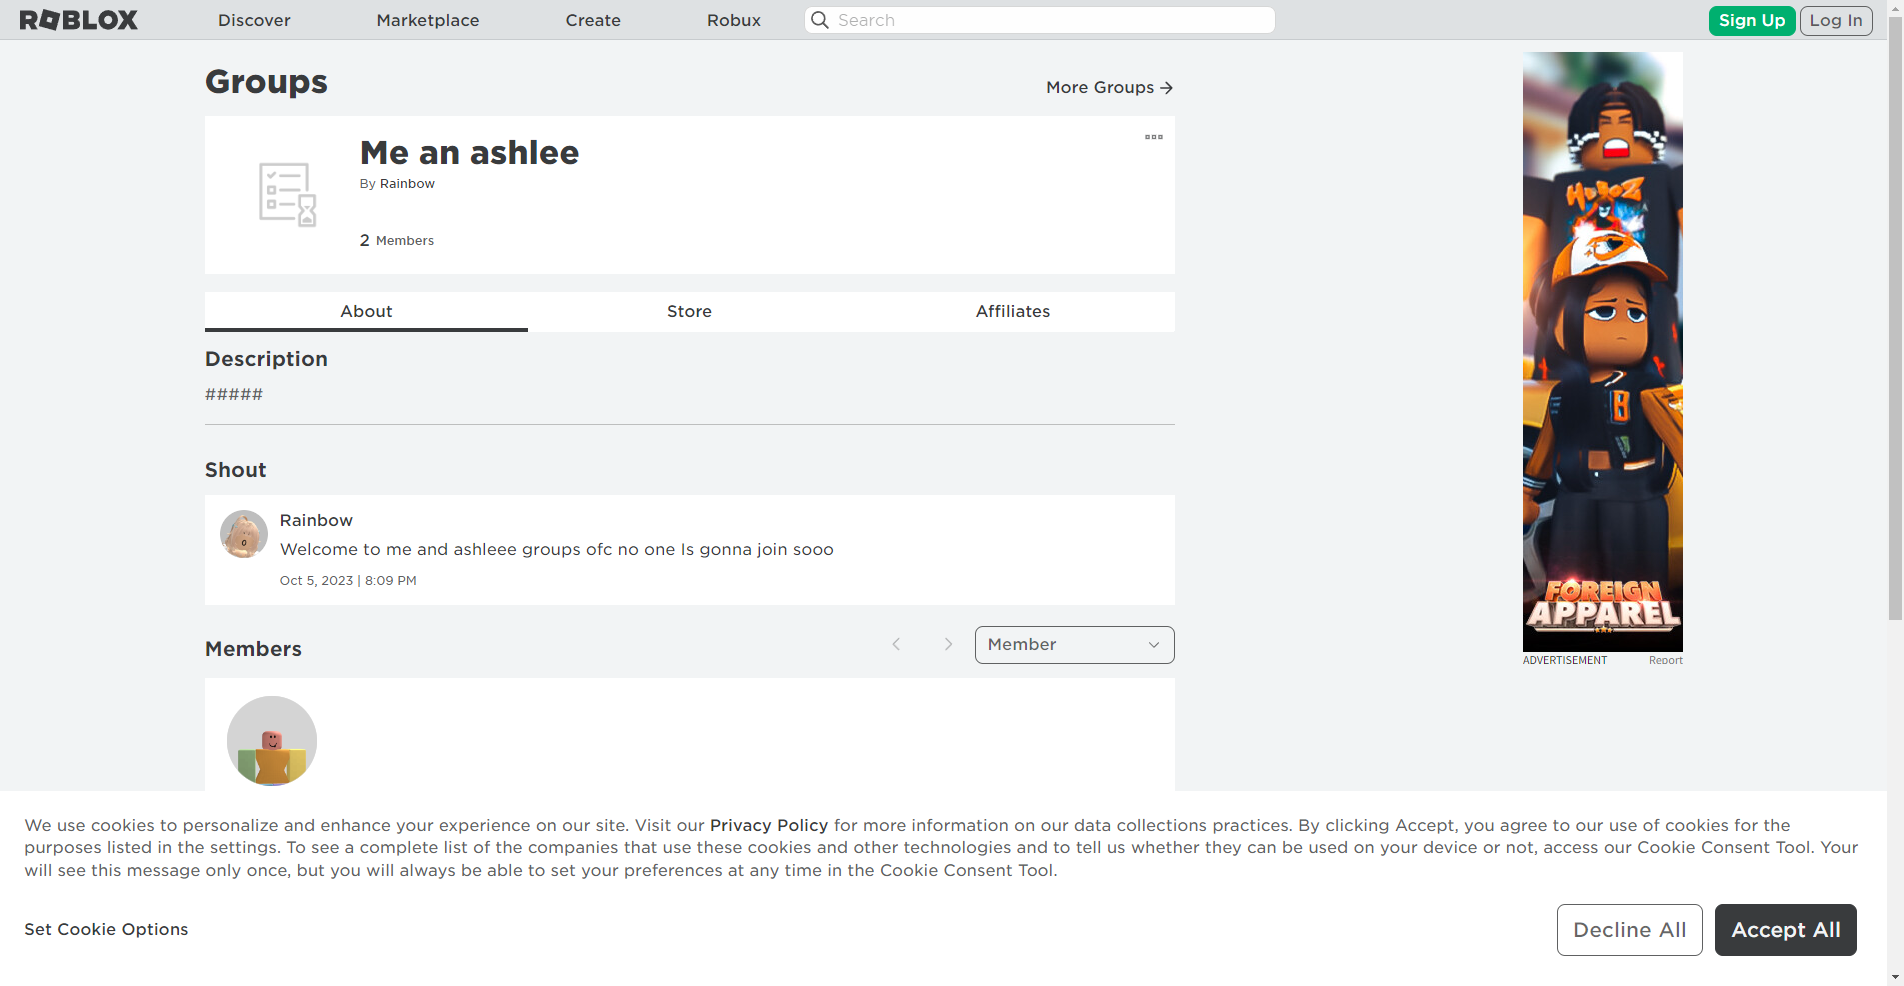 ROBLOX Discover Marketplace Create Robux Search Sign Up Log In
Groups
More Groups
Me an ashlee
By Rainbow
2 Members
About Store Affiliates
Description
#####
Shout
Rainbow
Welcome to me and ashleee groups ofc no one Is gonna join sooo
Oct 5, 2023 | 8:09 PM
Members
Member
FOREIGN
APPAREL
ADVERTISEMENT Report
We use cookies to personalize and enhance your experience on our site. Visit our Privacy Policy for more information on our data collections practices. By clicking Accept, you agree to our use of cookies for the
purposes listed in the settings. To see a complete list of the companies that use these cookies and other technologies and to tell us whether they can be used on your device or not, access our Cookie Consent Tool. Your
will see this message only once, but you will always be able to set your preferences at any time in the Cookie Consent Tool.
Set Cookie Options
Decline All
Accept All